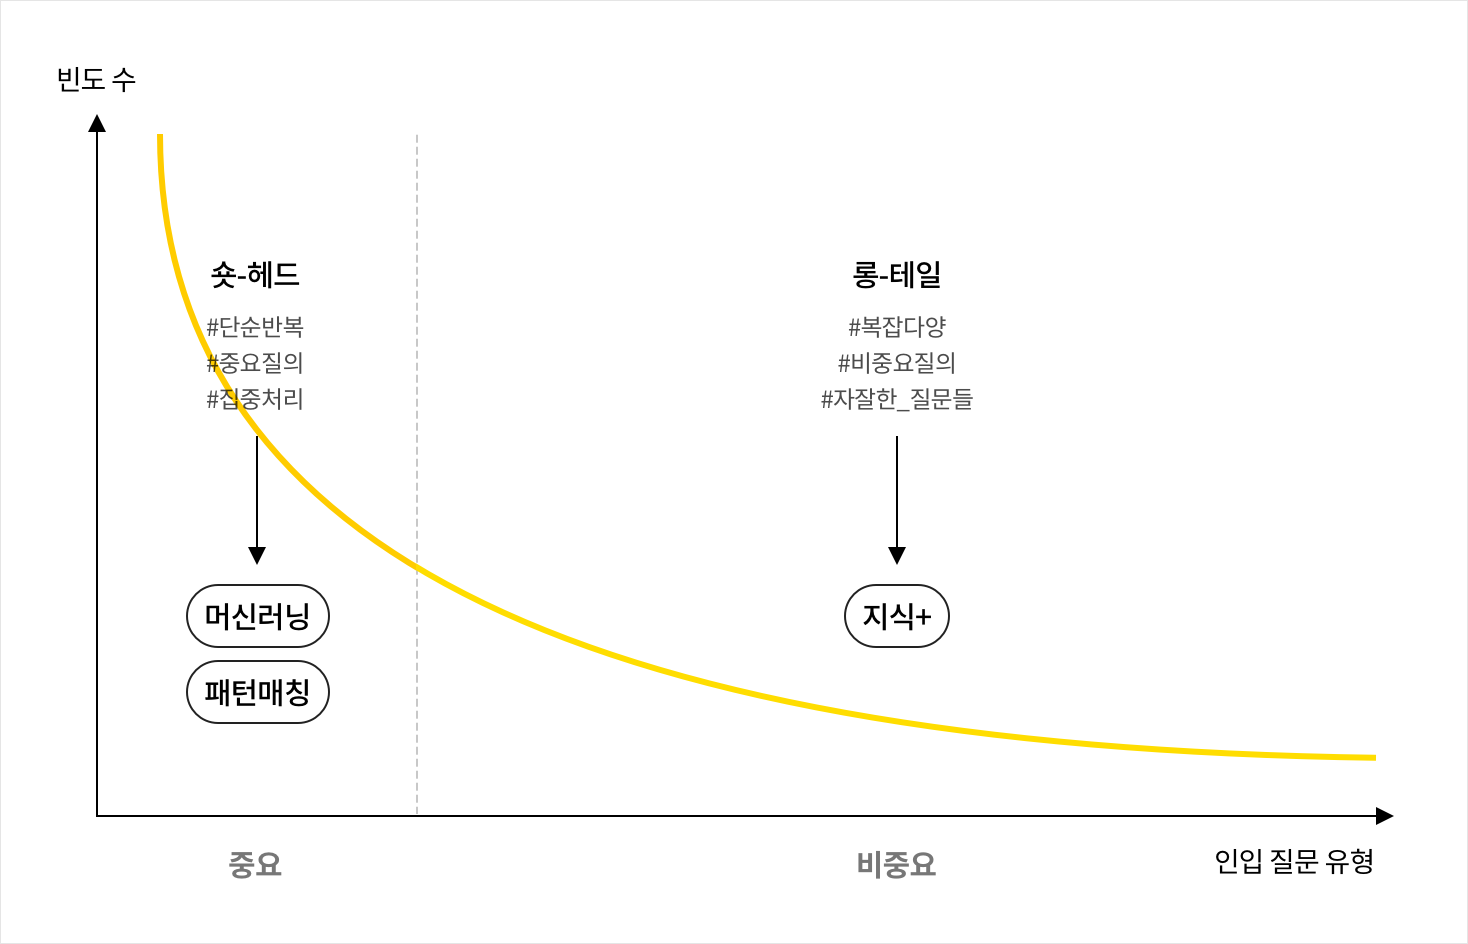 빈도 수
숏-헤드
#단순반복
#중요질의
#집중처리
머신러닝
패턴매칭
롱-테일
#복잡다양
#비중요질의
#자잘한_질문들
지식+
중요
비중요
인입 질문 유형